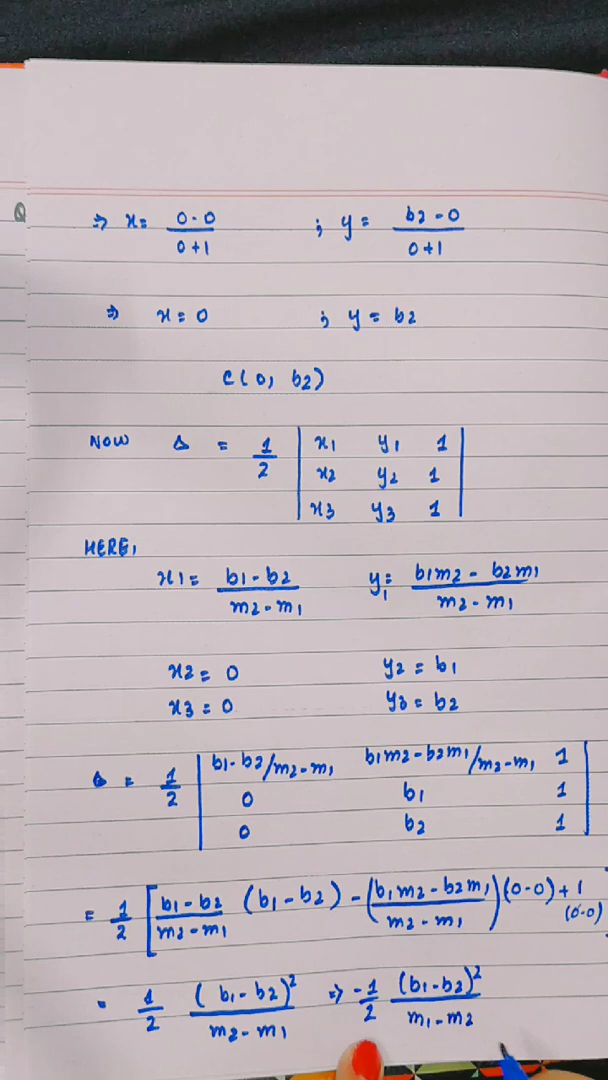 Q
⇒ x = 0-0/0+1 ; y = b2-0/0+1
⇒ x = 0 ; y = b2
C(0, b2)
NOW Δ = 1/2 | x1 y1 1 |
| x2 y2 1 |
| x3 y3 1 |
HERE,
x1 = b1-b2/m2-m1 y1 = b1m2-b2m1/m2-m1
x2 = 0 y2 = b1
x3 = 0 y3 = b2
Δ = 1/2 | b1-b2/m2-m1 b1m2-b2m1/m2-m1 1 |
| 0 b1 1 |
| 0 b2 1 |
= 1/2 [ b1-b2/m2-m1 (b1-b2) - (b1m2-b2m1/m2-m1) (0-0) + 1 (0-0)
= 1/2 (b1-b2)²/m2-m1 ⇒ -1/2 (b1-b2)²/m1-m2